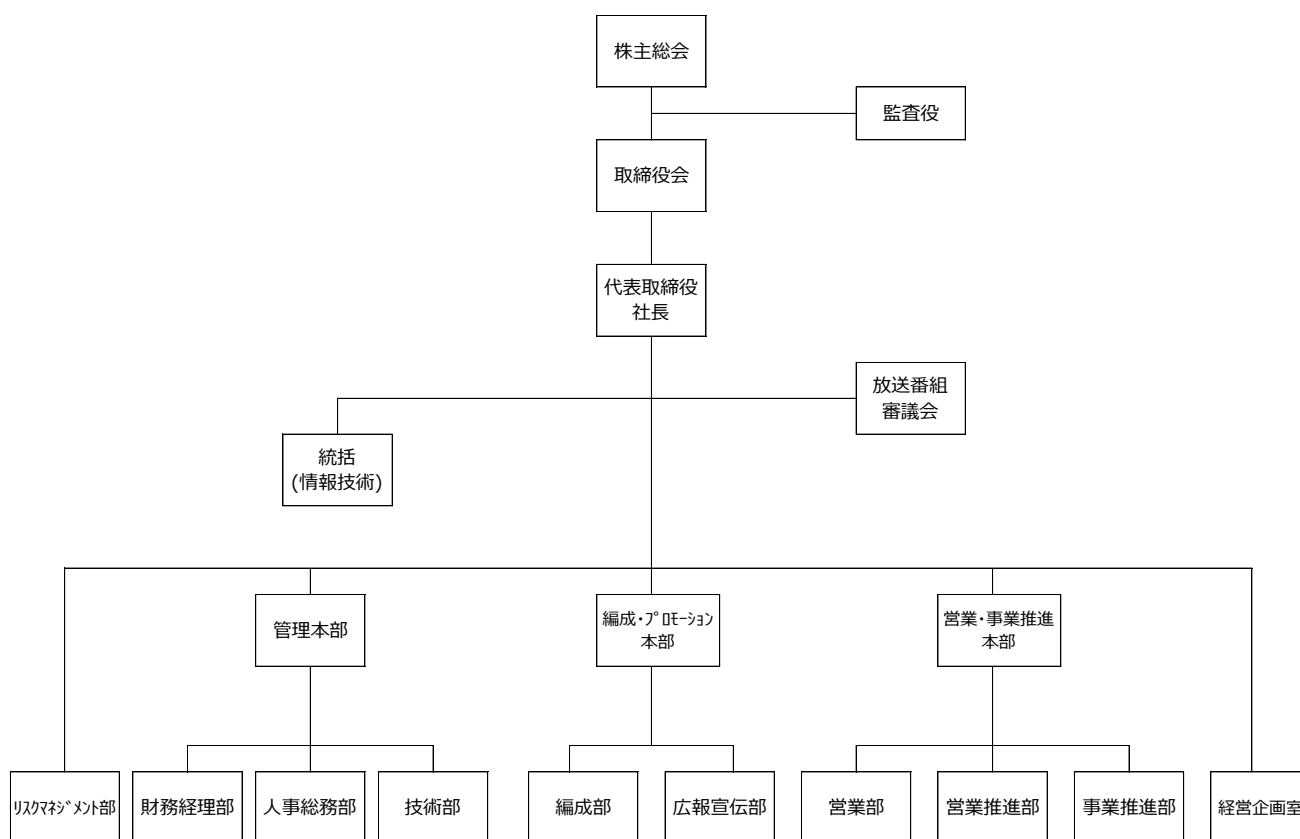 株主総会
監査役
取締役会
代表取締役
社長
放送番組
審議会
統括
(情報技術)
管理本部
編成・ﾌﾟﾛﾓｰｼｮﾝ
本部
営業・事業推進
本部
ﾘｽｸﾏﾈｼﾞﾒﾝﾄ部
財務経理部
人事総務部
技術部
編成部
広報宣伝部
営業部
営業推進部
事業推進部
経営企画室